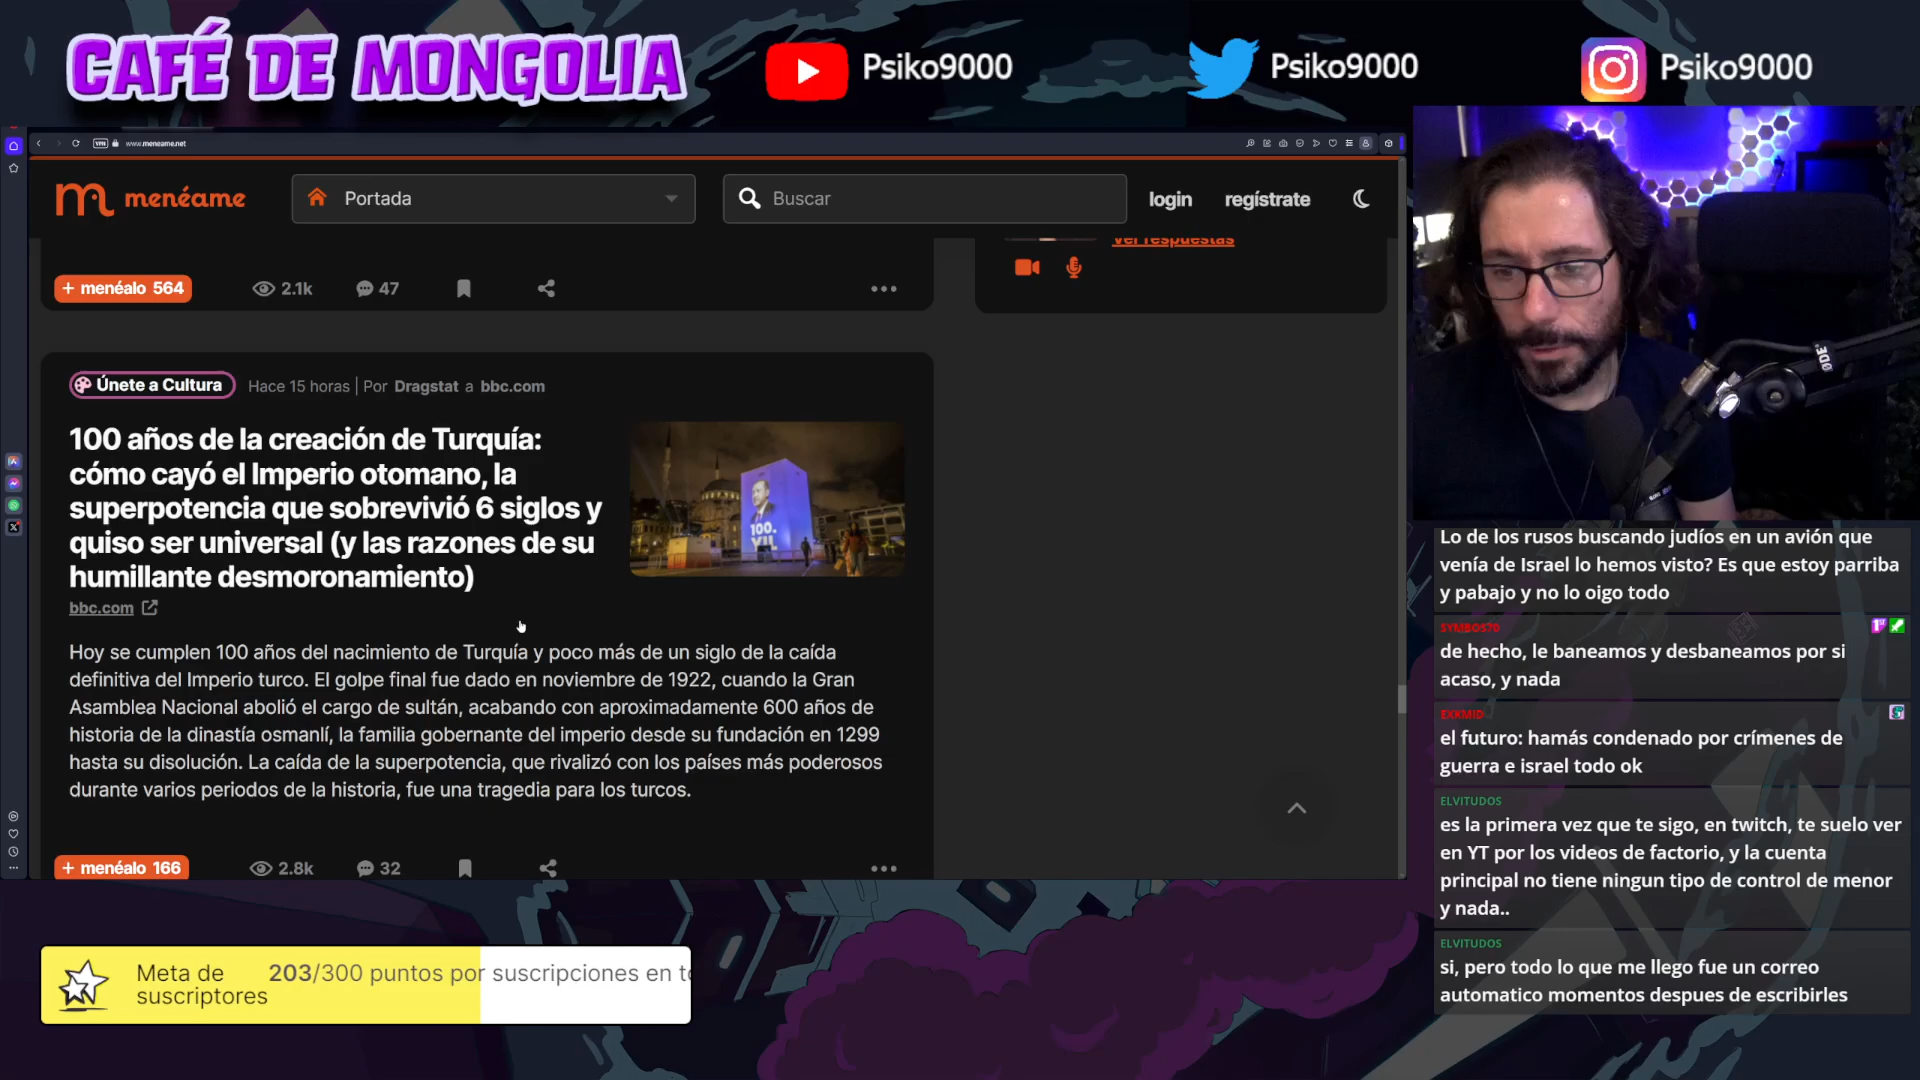 CAFÉ DE MONGOLIA
Psiko9000
Psiko9000
Psiko9000
VPN
www.meneame.net
menéame
Portada
Buscar
login
regístrate
Ver respuestas
+ menéalo 564
2.1k
47
Únete a Cultura
Hace 15 horas | Por Dragstat a bbc.com
100 años de la creación de Turquía:
cómo cayó el Imperio otomano, la
superpotencia que sobrevivió 6 siglos y
quiso ser universal (y las razones de su
humillante desmoronamiento)
100.
YIL
bbc.com
Hoy se cumplen 100 años del nacimiento de Turquía y poco más de un siglo de la caída
definitiva del Imperio turco. El golpe final fue dado en noviembre de 1922, cuando la Gran
Asamblea Nacional abolió el cargo de sultán, acabando con aproximadamente 600 años de
historia de la dinastía osmanlí, la familia gobernante del imperio desde su fundación en 1299
hasta su disolución. La caída de la superpotencia, que rivalizó con los países más poderosos
durante varios periodos de la historia, fue una tragedia para los turcos.
+ menéalo 166
2.8k
32
Lo de los rusos buscando judíos en un avión que
venía de Israel lo hemos visto? Es que estoy parriba
y pabajo y no lo oigo todo
SYMBOS70
de hecho, le baneamos y desbaneamos por si
acaso, y nada
EXKMID
el futuro: hamás condenado por crímenes de
guerra e israel todo ok
ELVITUDOS
es la primera vez que te sigo, en twitch, te suelo ver
en YT por los videos de factorio, y la cuenta
principal no tiene ningun tipo de control de menor
y nada..
ELVITUDOS
si, pero todo lo que me llego fue un correo
automatico momentos despues de escribirles
Meta de
suscriptores
203/300 puntos por suscripciones en to